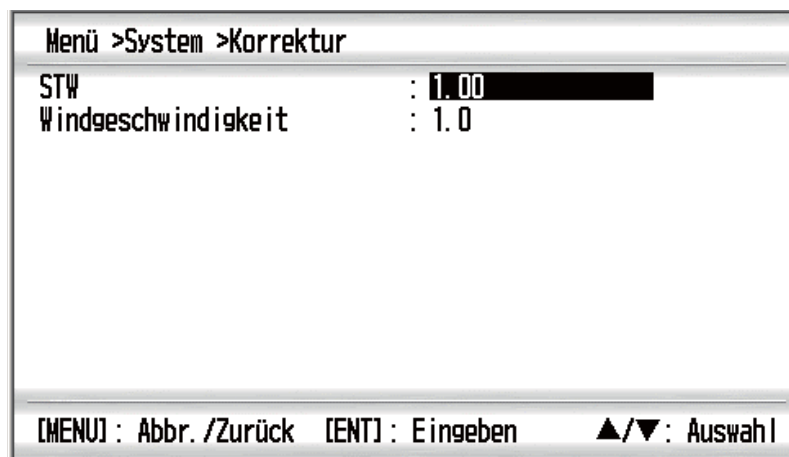 Menü >System >Korrektur
STW : 1.00
Windgeschwindigkeit : 1.0
[MENU] : Abbr./Zurück [ENT] : Eingeben ▲/▼: Auswahl